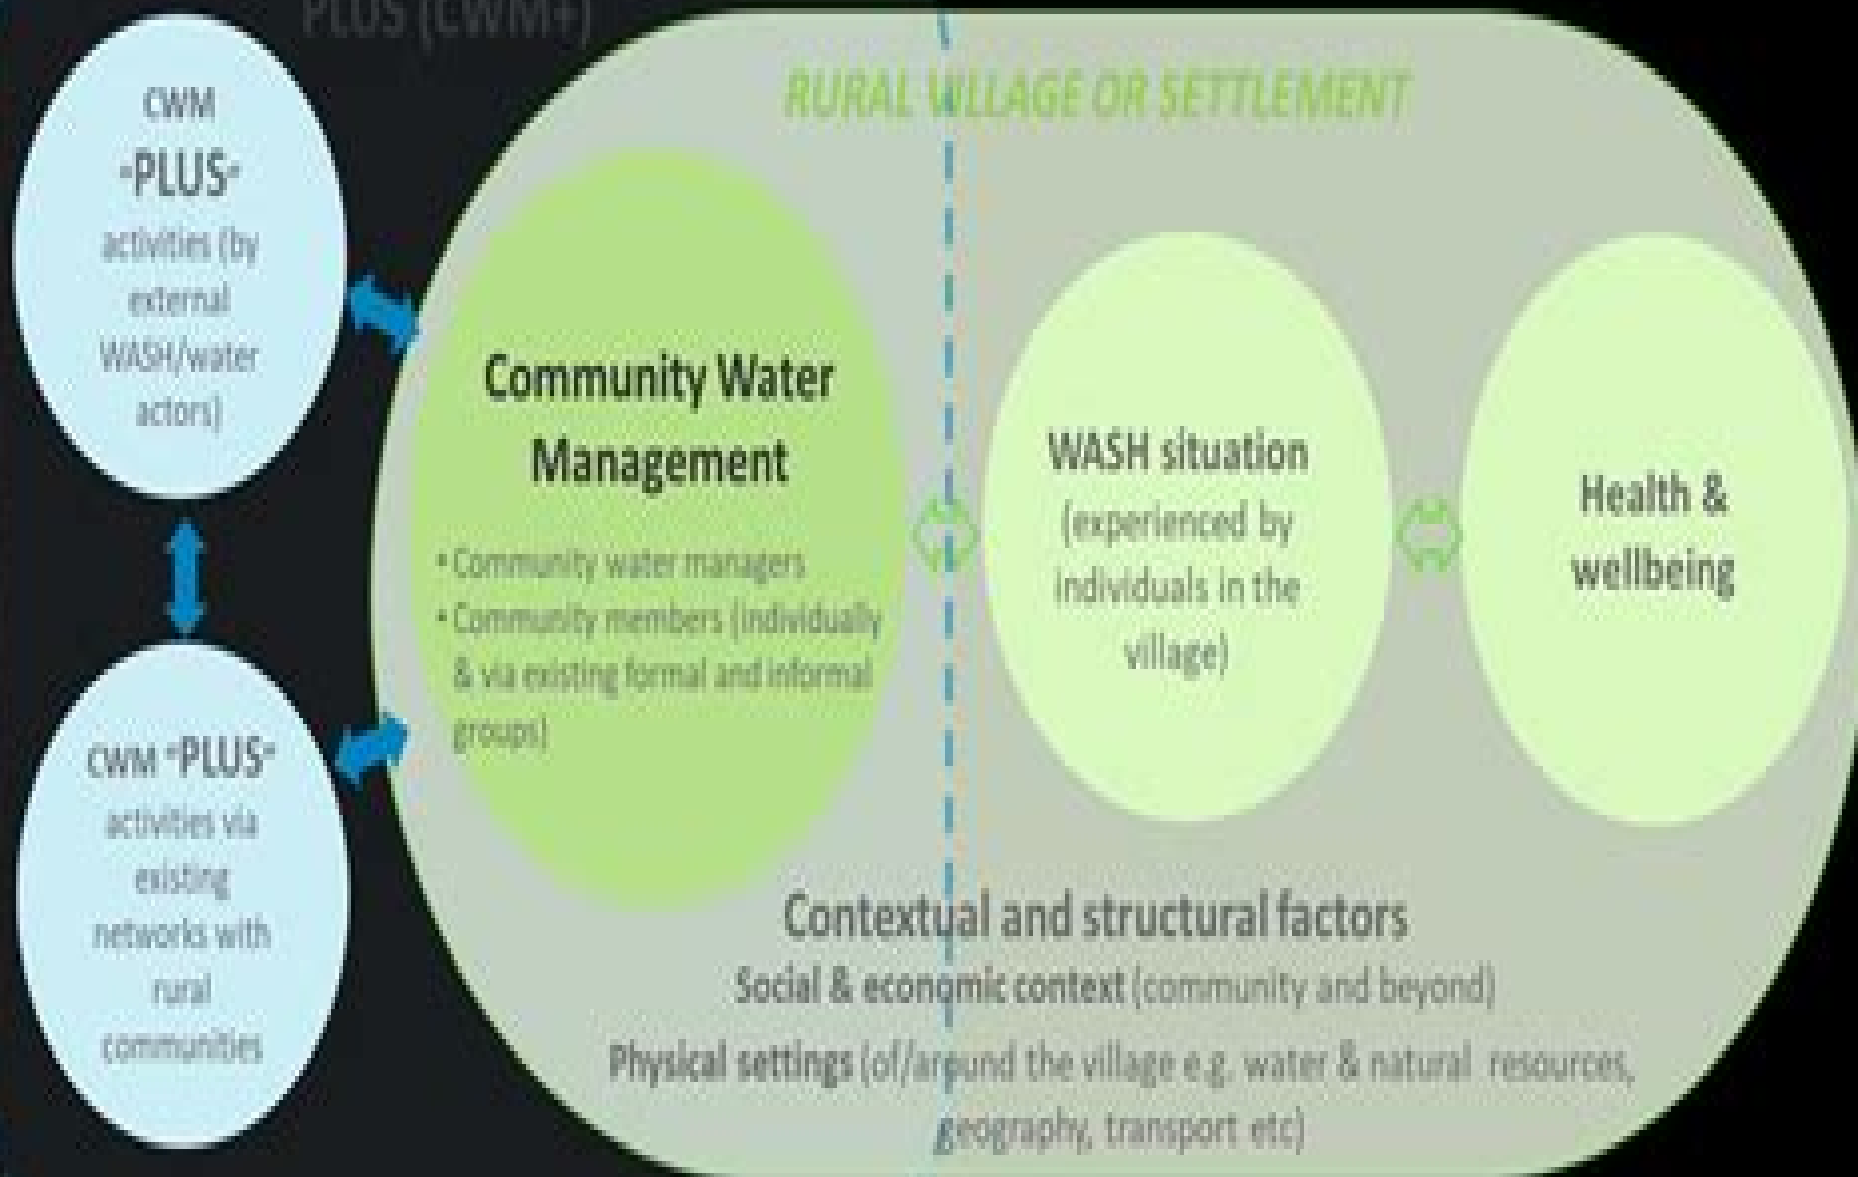 PLUS (CWM+)
RURAL VILLAGE OR SETTLEMENT
CWM
"PLUS"
activities (by
external
WASH/water
actors)
CWM "PLUS"
activities via
existing
networks with
rural
communities
Community Water
Management
• Community water managers
• Community members (individually
& via existing formal and informal
groups)
WASH situation
(experienced by
individuals in the
village)
Health &
wellbeing
Contextual and structural factors
Social & economic context (community and beyond)
Physical settings (of/around the village e.g. water & natural resources,
geography, transport etc)